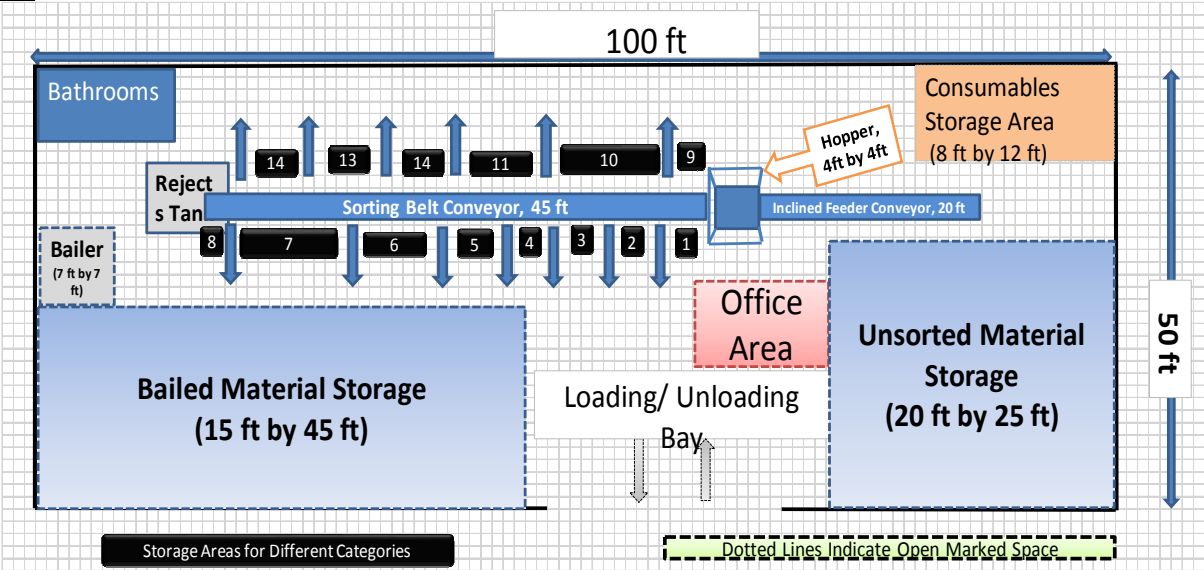 100 ft
Bathrooms
Consumables
Storage Area
(8 ft by 12 ft)
Hopper,
4ft by 4ft
14
13
14
11
10
9
Reject
s Tan
Sorting Belt Conveyor, 45 ft
Inclined Feeder Conveyor, 20 ft
8
7
6
5
4
3
2
1
Bailer
(7 ft by 7
ft)
Office
Area
Unsorted Material
Storage
(20 ft by 25 ft)
50 ft
Bailed Material Storage
(15 ft by 45 ft)
Loading/ Unloading
Bay
Storage Areas for Different Categories
Dotted Lines Indicate Open Marked Space